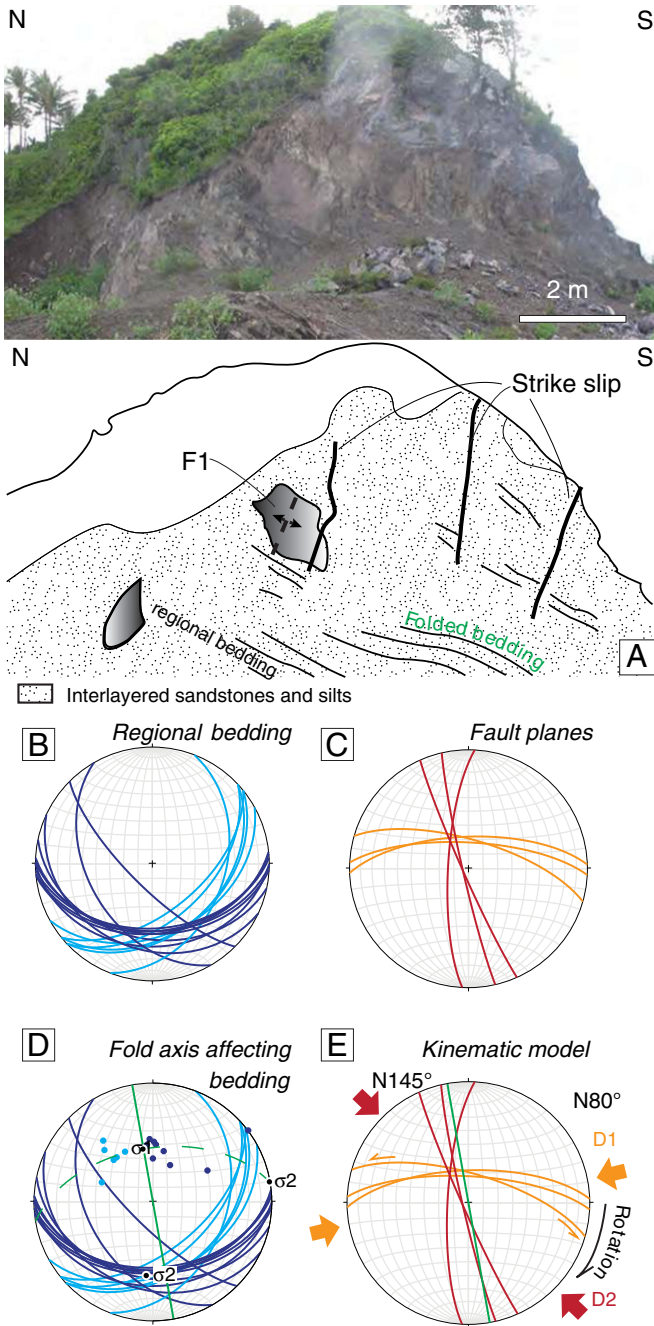 N S
2 m
N S
Strike slip
F1
regional bedding
Folded bedding
A
Interlayered sandstones and silts
B Regional bedding
C Fault planes
D Fold axis affecting
bedding
σ1
σ2
σ2
E Kinematic model
N145°
N80°
D1
Rotation
D2